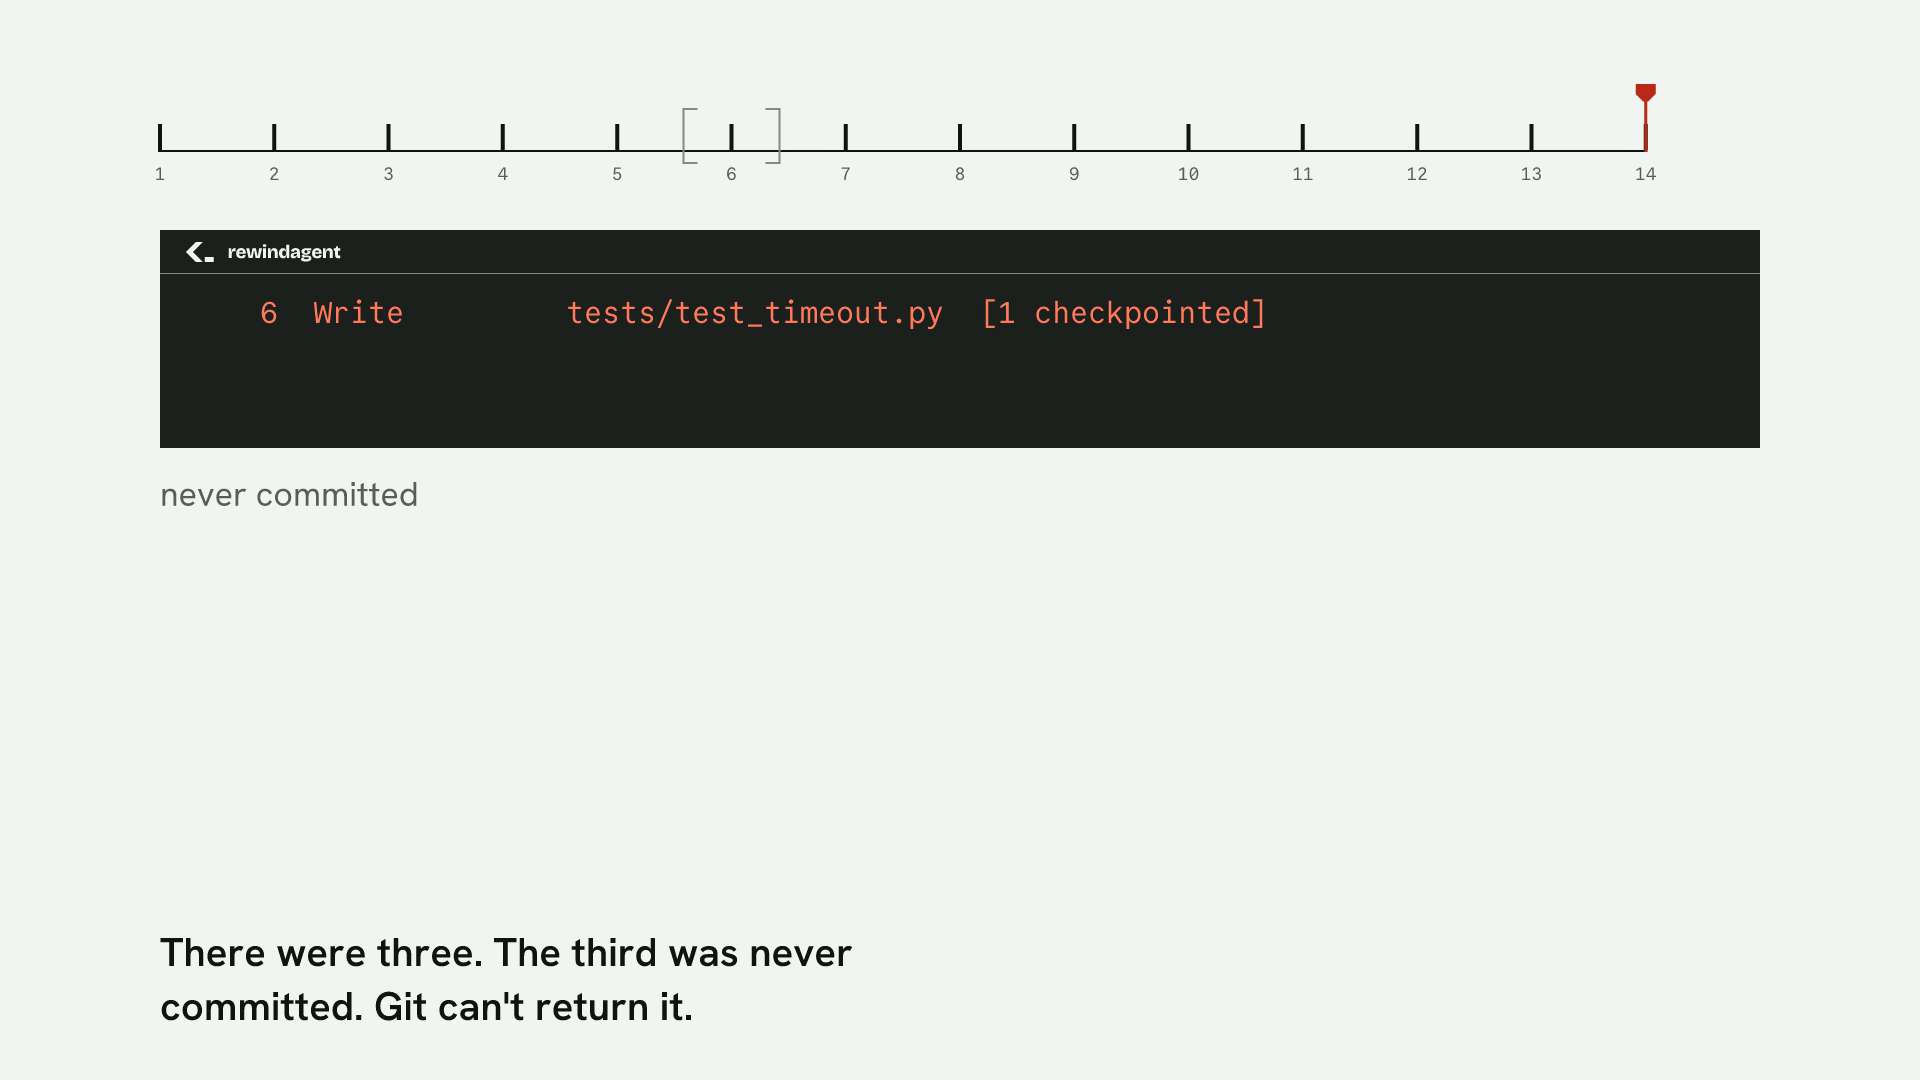 1 2 3 4 5 6 7 8 9 10 11 12 13 14
rewindagent
6 Write tests/test_timeout.py [1 checkpointed]
never committed
There were three. The third was never
committed. Git can't return it.